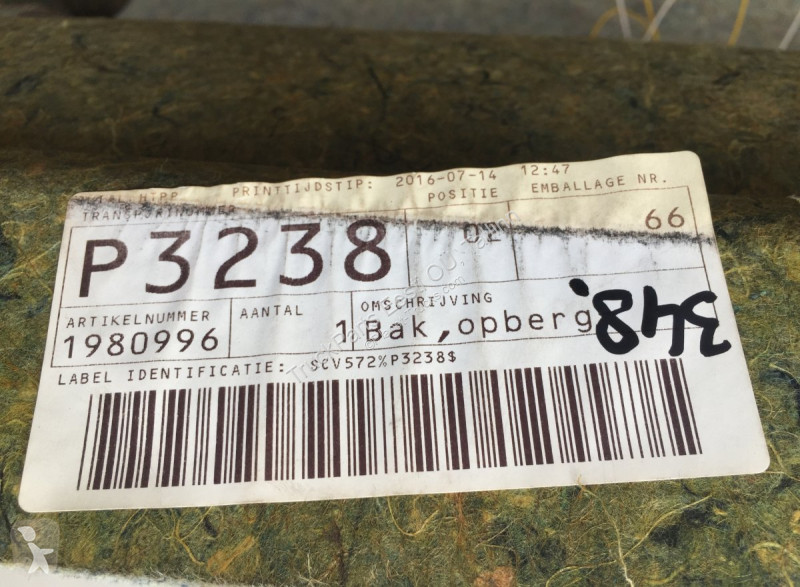 PRINTTIJDSTIP: 2016-07-14 12:47
TRANSPORTNUMMER POSITIE EMBALLAGE NR.
P3238 02 66
ARTIKELNUMMER AANTAL OMSCHRIJVING
1980996 1 Bak,opberg
348.
LABEL IDENTIFICATIE: SCV572%P3238$